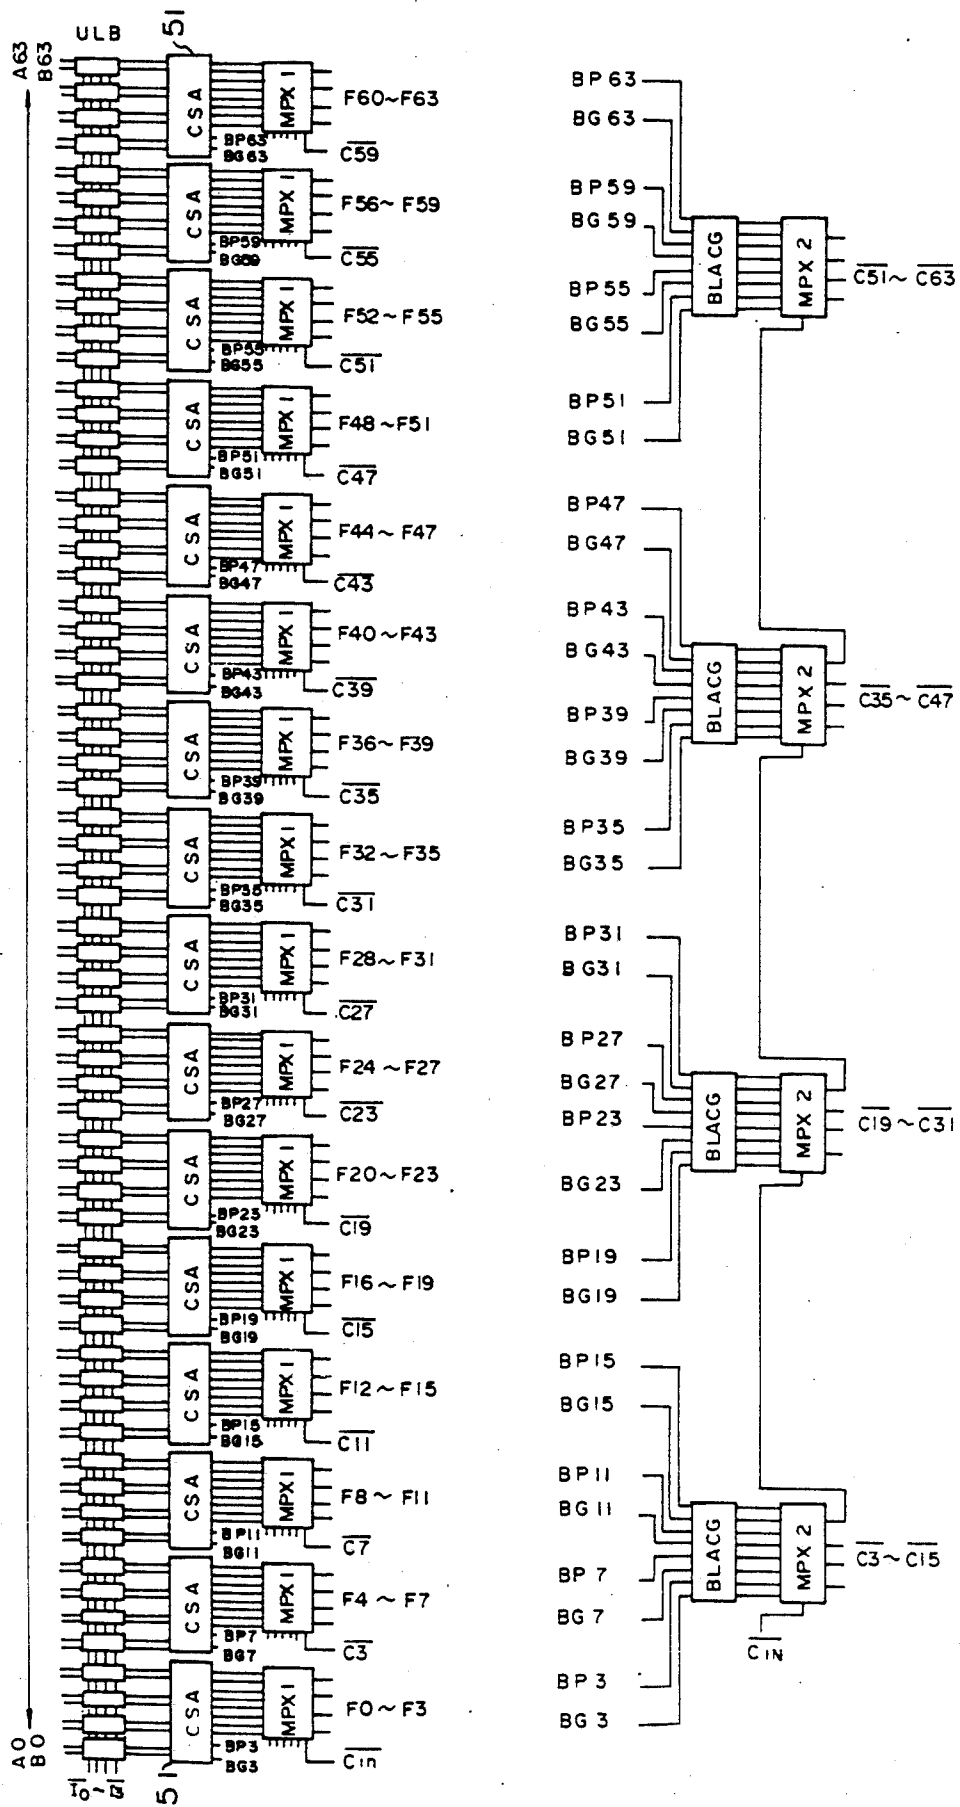 A63
B63
ULB
51
CSA
MPX 1
F60~F63
BP63
BG63
C59
CSA
MPX 1
F56~F59
BP59
BG59
C55
CSA
MPX 1
F52~F55
BP55
BG55
C51
CSA
MPX 1
F48~F51
BP51
BG51
C47
CSA
MPX 1
F44~F47
BP47
BG47
C43
CSA
MPX 1
F40~F43
BP43
BG43
C39
CSA
MPX 1
F36~F39
BP39
BG39
C35
CSA
MPX 1
F32~F35
BP35
BG35
C31
CSA
MPX 1
F28~F31
BP31
BG31
C27
CSA
MPX 1
F24~F27
BP27
BG27
C23
CSA
MPX 1
F20~F23
BP23
BG23
C19
CSA
MPX 1
F16~F19
BP19
BG19
C15
CSA
MPX 1
F12~F15
BP15
BG15
C11
CSA
MPX 1
F8~F11
BP11
BG11
C7
CSA
MPX 1
F4~F7
BP7
BG7
C3
CSA
MPX 1
F0~F3
BP3
BG3
Cin
A0
B0
I0~I3
51
BP63
BG63
BP59
BG59
BLACG
MPX 2
C51~C63
BP55
BG55
BP51
BG51
BP47
BG47
BP43
BG43
BLACG
MPX 2
C35~C47
BP39
BG39
BP35
BG35
BP31
BG31
BP27
BG27
BLACG
MPX 2
C19~C31
BP23
BG23
BP19
BG19
BP15
BG15
BP11
BG11
BLACG
MPX 2
C3~C15
BP7
BG7
CIN
BP3
BG3